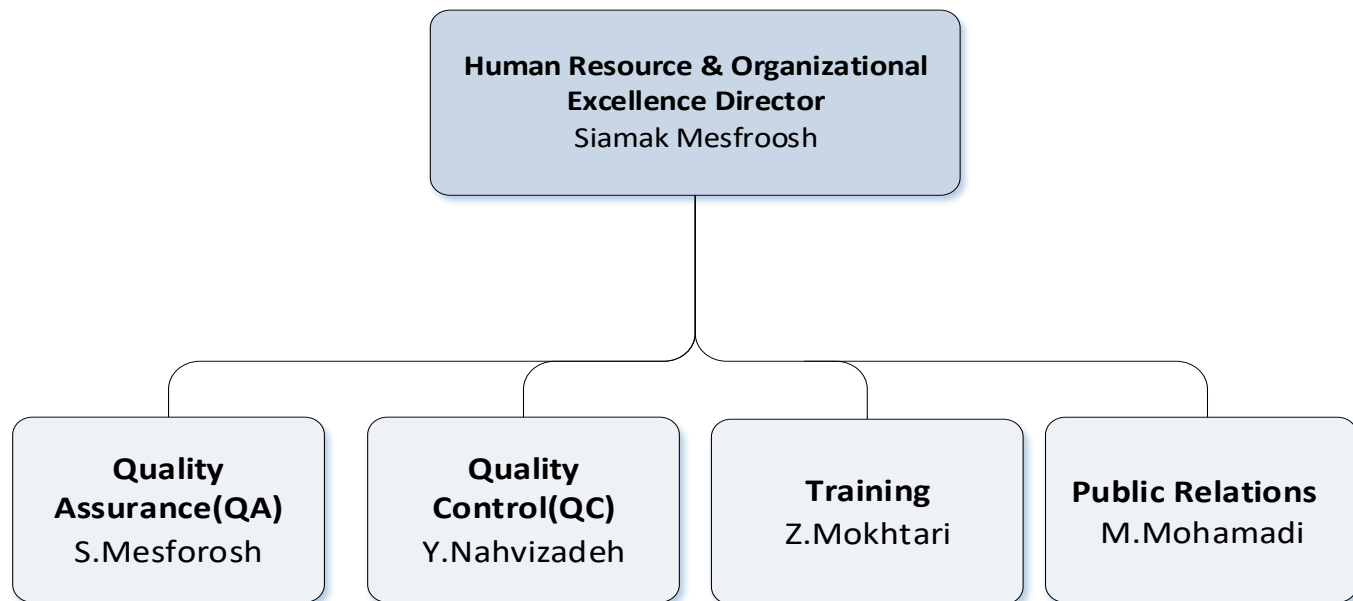 Human Resource & Organizational
Excellence Director
Siamak Mesfroosh
Quality
Assurance(QA)
S.Mesforosh
Quality
Control(QC)
Y.Nahvizadeh
Training
Z.Mokhtari
Public Relations
M.Mohamadi